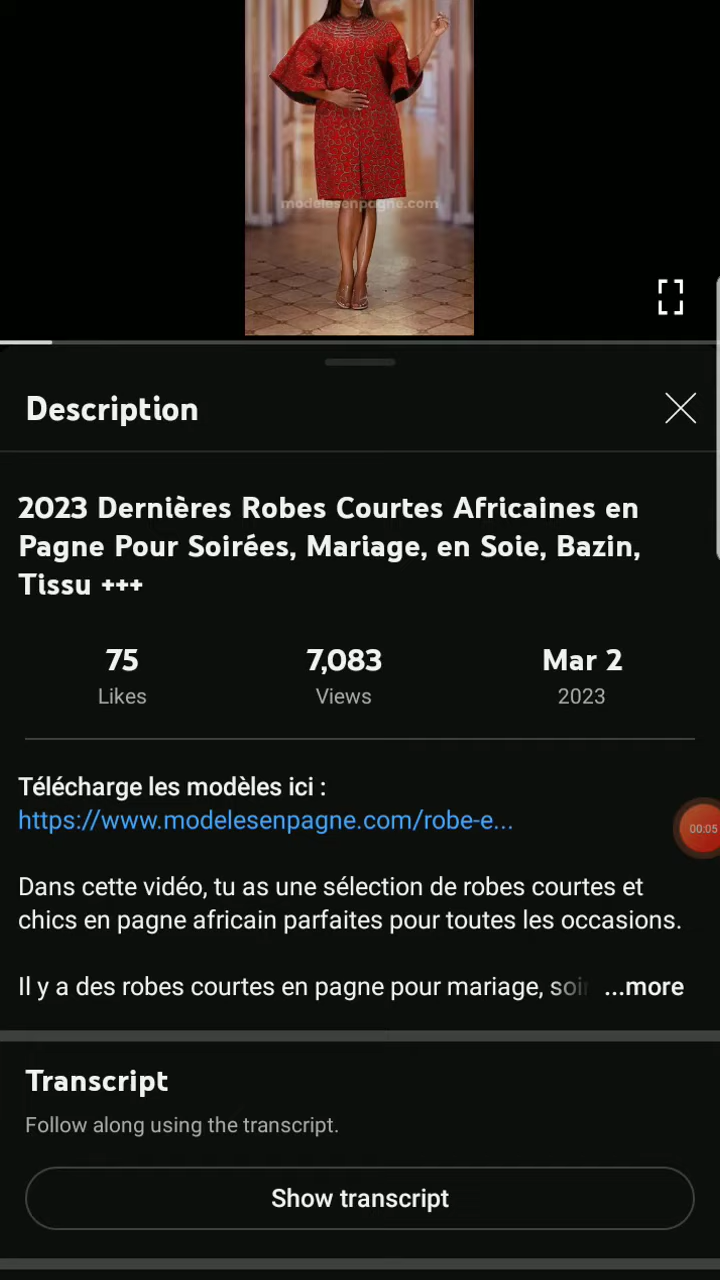 modelesenpagne.com
Description
2023 Dernières Robes Courtes Africaines en
Pagne Pour Soirées, Mariage, en Soie, Bazin,
Tissu +++
75 7,083 Mar 2
Likes Views 2023
Télécharge les modèles ici :
https://www.modelesenpagne.com/robe-e...
Dans cette vidéo, tu as une sélection de robes courtes et
chics en pagne africain parfaites pour toutes les occasions.
Il y a des robes courtes en pagne pour mariage, soir ...more
00:05
Transcript
Follow along using the transcript.
Show transcript